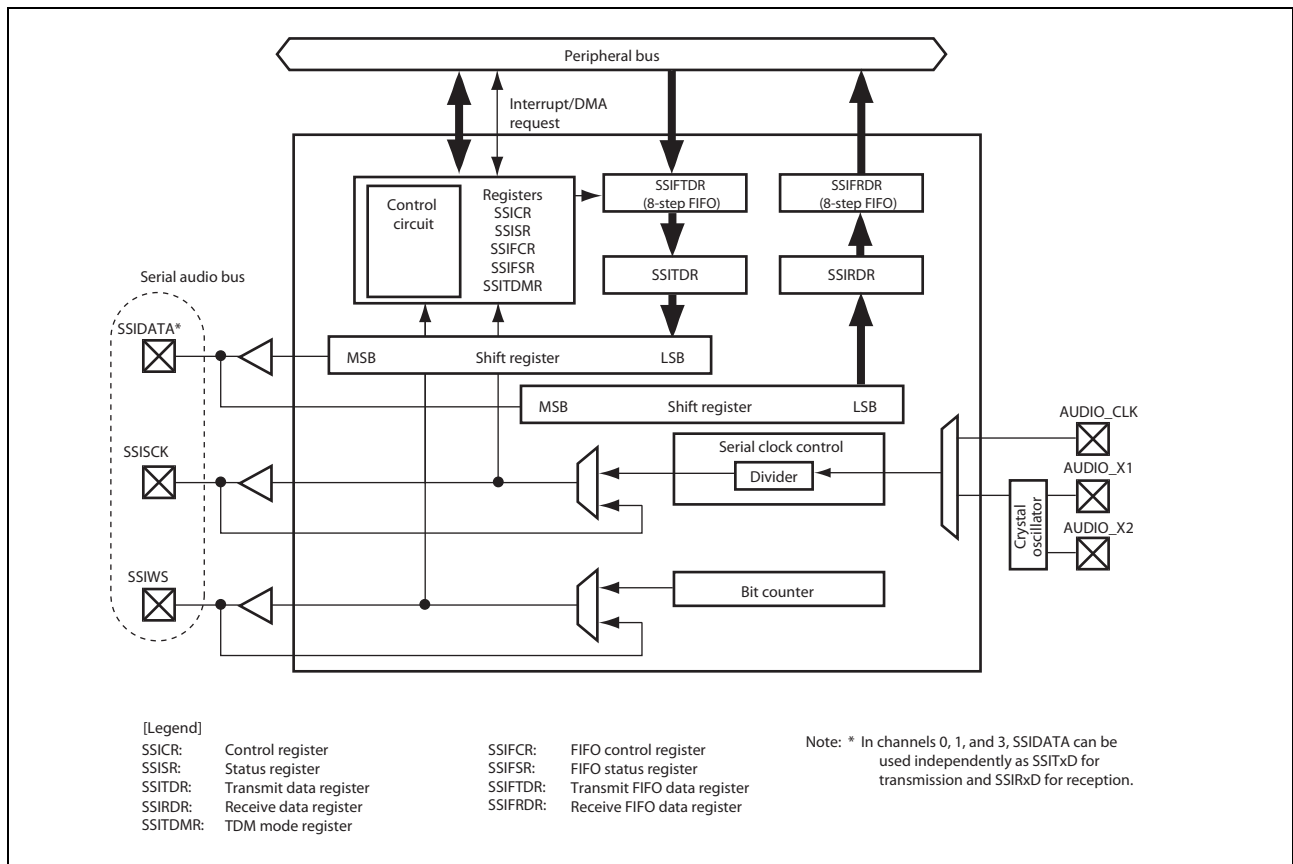 Peripheral bus
Interrupt/DMA
request
Control
circuit
Registers
SSICR
SSISR
SSIFCR
SSIFSR
SSITDMR
SSIFTDR
(8-step FIFO)
SSIFRDR
(8-step FIFO)
SSITDR
SSIRDR
Serial audio bus
SSIDATA*
MSB Shift register LSB
MSB Shift register LSB
SSISCK
Serial clock control
Divider
AUDIO_CLK
AUDIO_X1
AUDIO_X2
Crystal
oscillator
SSIWS
Bit counter
[Legend]
SSICR: Control register
SSISR: Status register
SSITDR: Transmit data register
SSIRDR: Receive data register
SSITDMR: TDM mode register
SSIFCR: FIFO control register
SSIFSR: FIFO status register
SSIFTDR: Transmit FIFO data register
SSIFRDR: Receive FIFO data register
Note: * In channels 0, 1, and 3, SSIDATA can be
used independently as SSITxD for
transmission and SSIRxD for reception.